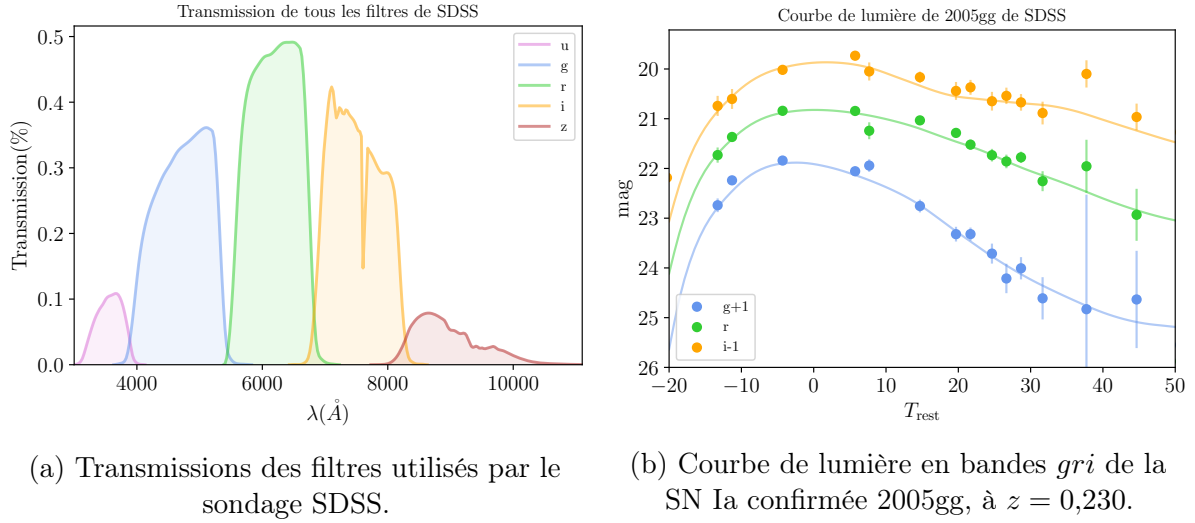 Transmission de tous les filtres de SDSS
Transmission(%)
0.5
0.4
0.3
0.2
0.1
0.0
u
g
r
i
z
4000 6000 8000 10000
λ(Å)
(a) Transmissions des filtres utilisés par le
sondage SDSS.
Courbe de lumière de 2005gg de SDSS
mag
20
21
22
23
24
25
26
g+1
r
i-1
−20 −10 0 10 20 30 40 50
T_rest
(b) Courbe de lumière en bandes gri de la
SN Ia confirmée 2005gg, à z = 0,230.